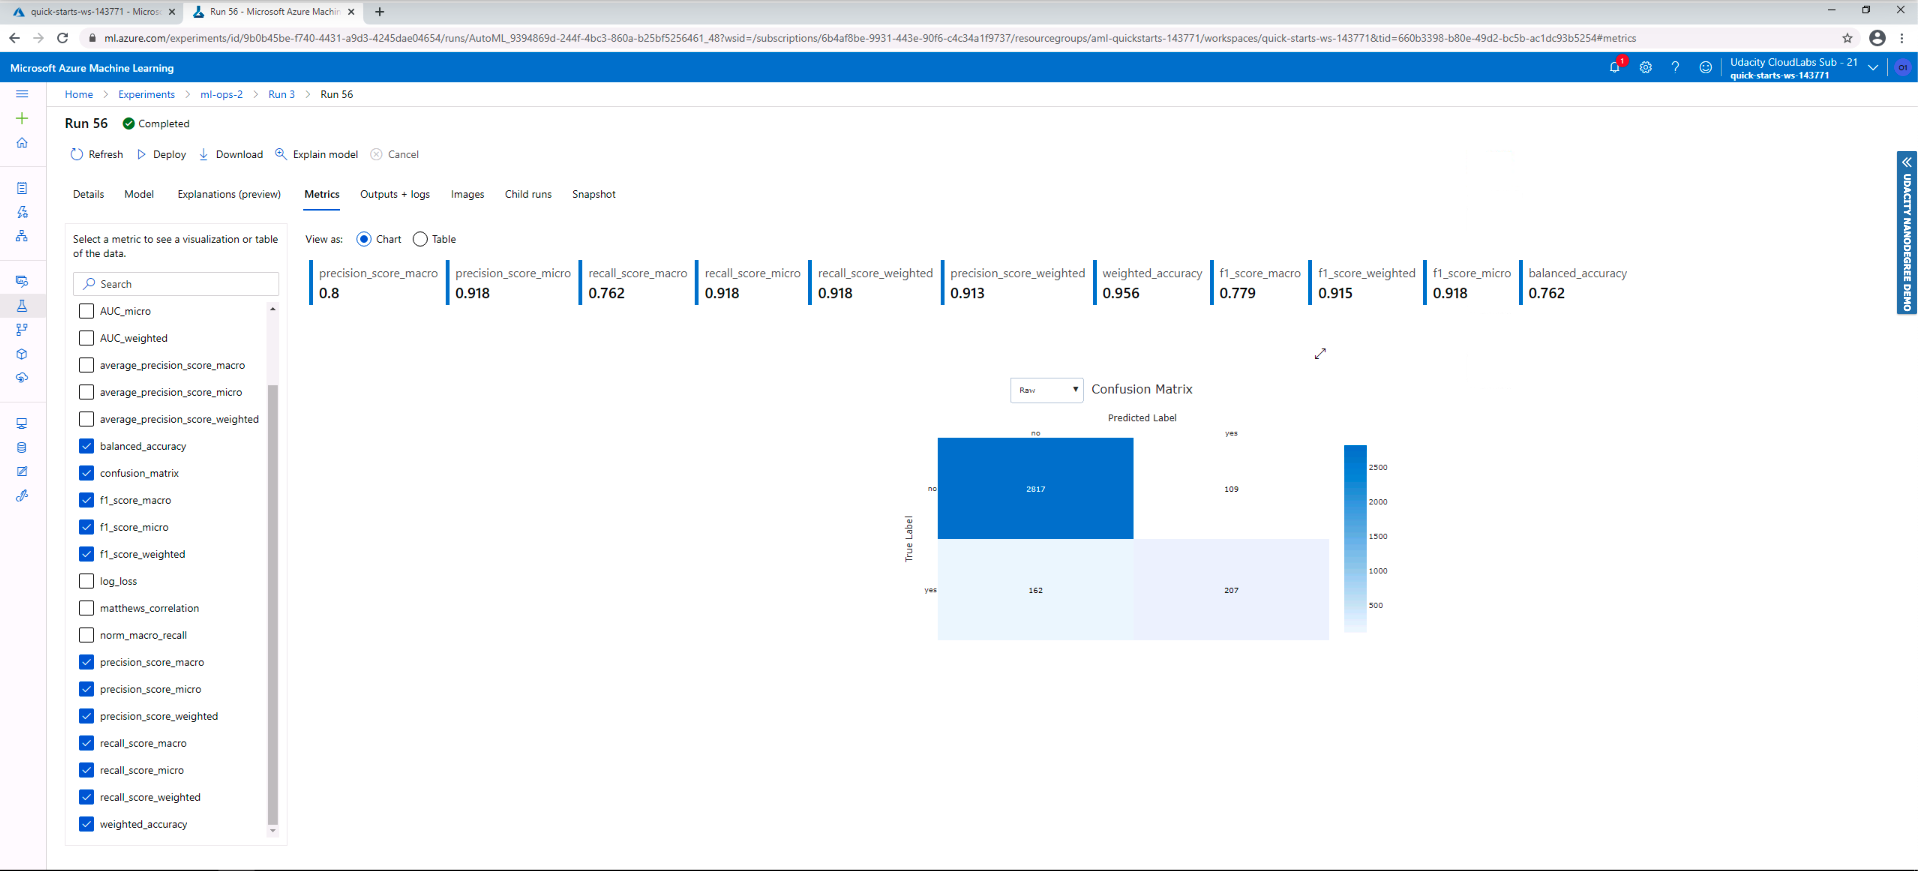 quick-starts-ws-143771 - Micros
Run 56 - Microsoft Azure Machin
ml.azure.com/experiments/id/9b0b45be-f740-4431-a9d3-4245dae04654/runs/AutoML_9394869d-244f-4bc3-860a-b25bf5256461_48?wsid=/subscriptions/6b4af8be-9931-443e-90f6-c4c34a1f9737/resourcegroups/aml-quickstarts-143771/workspaces/quick-starts-ws-143771&tid=660b3398-b80e-49d2-bc5b-ac1dc93b5254#metrics
Microsoft Azure Machine Learning
1
?
Udacity CloudLabs Sub - 21
quick-starts-ws-143771
Home > Experiments > ml-ops-2 > Run 3 > Run 56
Run 56 Completed
Refresh Deploy Download Explain model Cancel
Details Model Explanations (preview) Metrics Outputs + logs Images Child runs Snapshot
UDACITY NANODEGREE DEMO
Select a metric to see a visualization or table
of the data.
Search
AUC_micro
AUC_weighted
average_precision_score_macro
average_precision_score_micro
average_precision_score_weighted
balanced_accuracy
confusion_matrix
f1_score_macro
f1_score_micro
f1_score_weighted
log_loss
matthews_correlation
norm_macro_recall
precision_score_macro
precision_score_micro
precision_score_weighted
recall_score_macro
recall_score_micro
recall_score_weighted
weighted_accuracy
View as: Chart Table
precision_score_macro precision_score_micro recall_score_macro recall_score_micro recall_score_weighted precision_score_weighted weighted_accuracy f1_score_macro f1_score_weighted f1_score_micro balanced_accuracy
0.8 0.918 0.762 0.918 0.918 0.913 0.956 0.779 0.915 0.918 0.762
Raw Confusion Matrix
Predicted Label
no yes
True Label
no 2817 109
yes 162 207
2500
2000
1500
1000
500